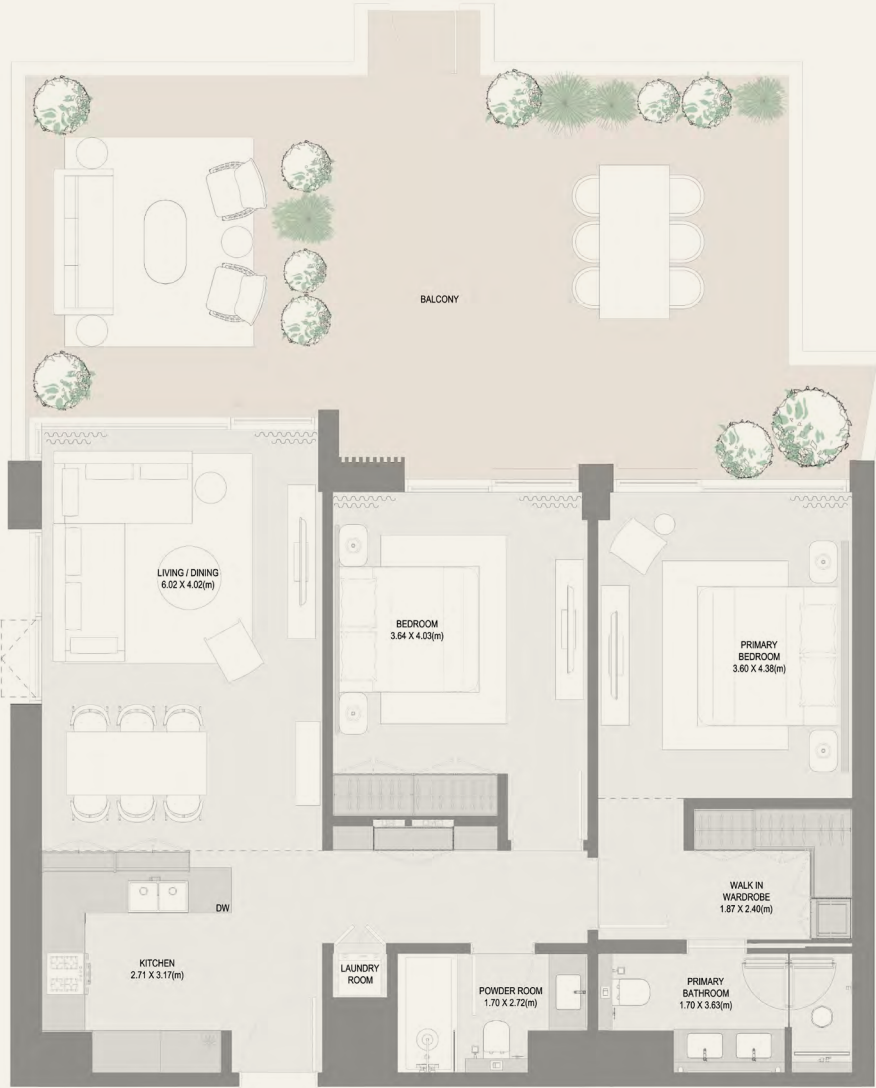 BALCONY
LIVING / DINING
6.02 X 4.02(m)
BEDROOM
3.64 X 4.03(m)
PRIMARY
BEDROOM
3.60 X 4.38(m)
WALK IN
WARDROBE
1.87 X 2.40(m)
DW
KITCHEN
2.71 X 3.17(m)
LAUNDRY
ROOM
POWDER ROOM
1.70 X 2.72(m)
PRIMARY
BATHROOM
1.70 X 3.63(m)